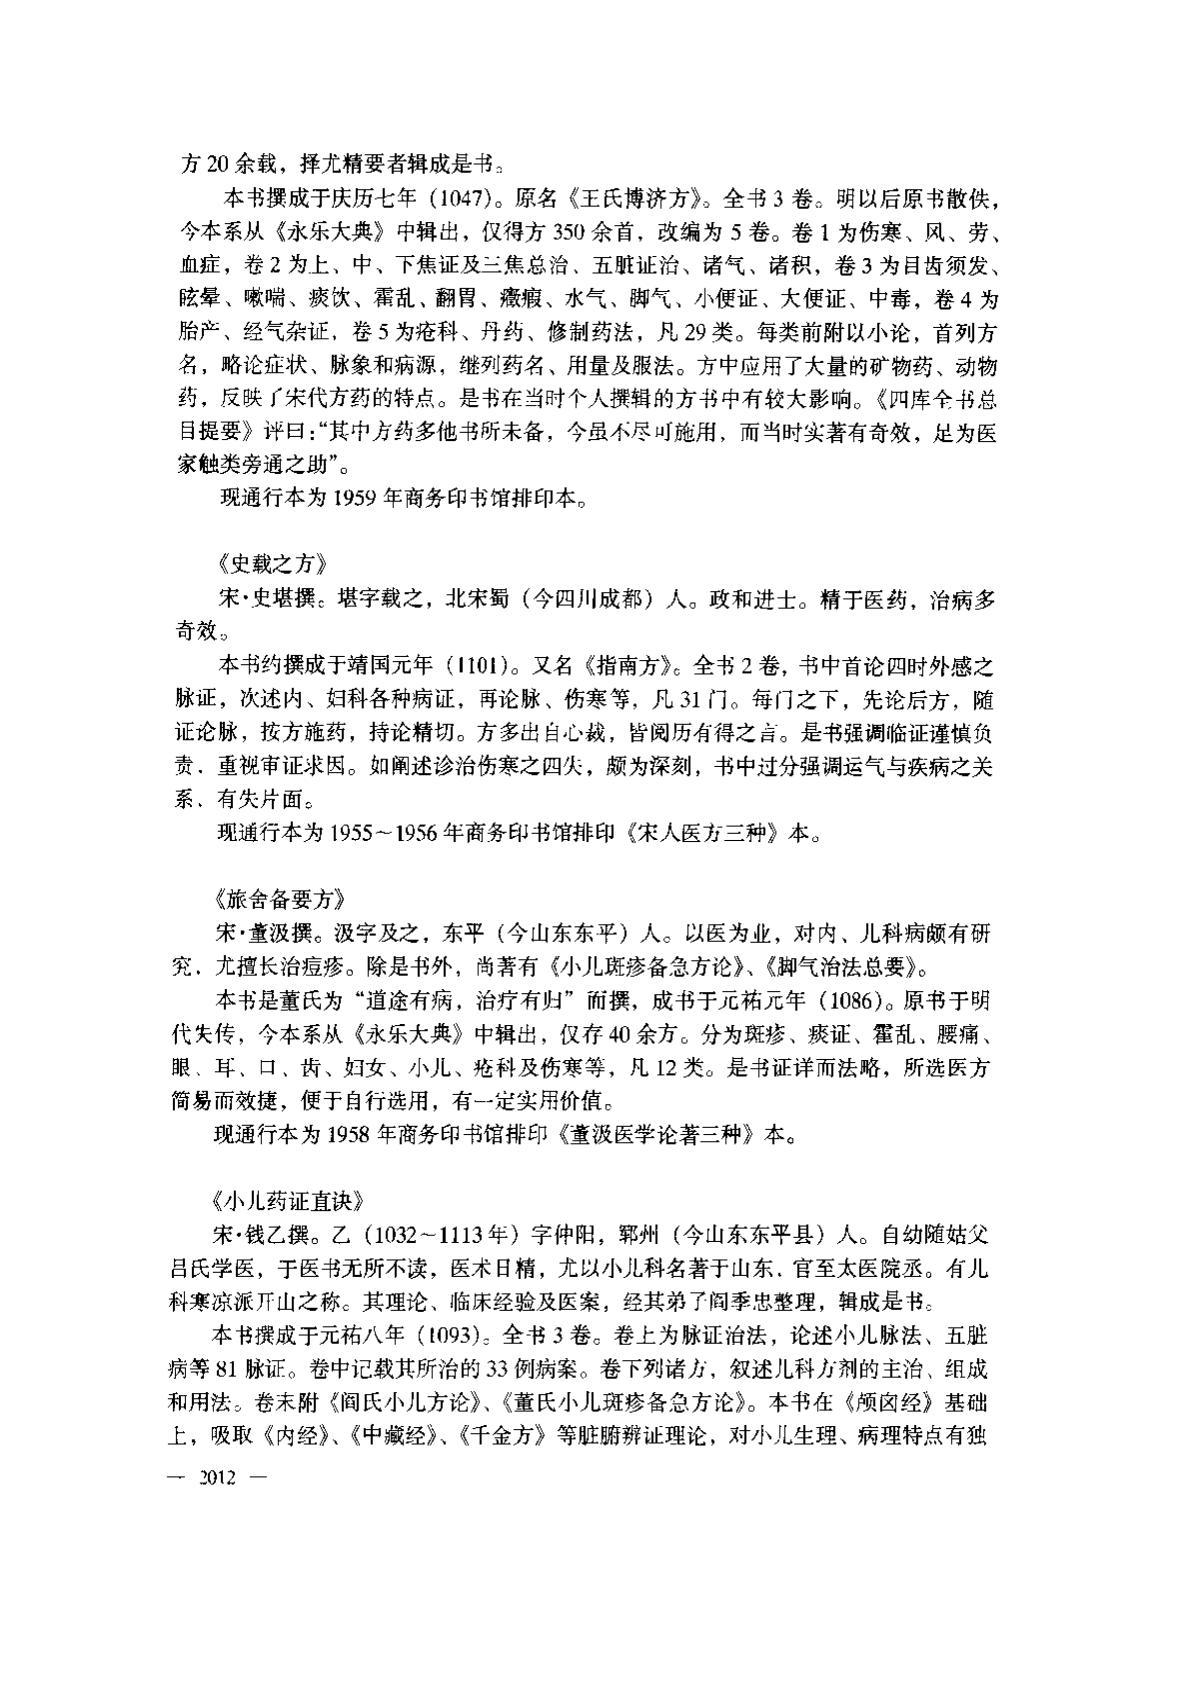 方 20 余载，择尤精要者辑成是书。
本书撰成于庆历七年（1047）。原名《王氏博济方》。全书 3 卷。明以后原书散佚，
今本系从《永乐大典》中辑出，仅得方 350 余首，改编为 5 卷。卷 1 为伤寒、风、劳、
血症，卷 2 为上、中、下焦证及三焦总治、五脏证治、诸气、诸积，卷 3 为目齿须发、
眩晕、嗽喘、痰饮、霍乱、翻胃、癥瘕、水气、脚气、小便证、大便证、中毒，卷 4 为
胎产、经气杂证，卷 5 为疮科、丹药、修制药法，凡 29 类。每类前附以小论，首列方
名，略论症状、脉象和病源，继列药名、用量及服法。方中应用了大量的矿物药、动物
药，反映了宋代方药的特点。是书在当时个人撰辑的方书中有较大影响。《四库全书总
目提要》评曰：“其中方药多他书所未备，今虽不尽可施用，而当时实著有奇效，足为医
家触类旁通之助”。
现通行本为 1959 年商务印书馆排印本。
《史载之方》
宋·史堪撰。堪字载之，北宋蜀（今四川成都）人。政和进士。精于医药，治病多
奇效。
本书约撰成于靖国元年（1101）。又名《指南方》。全书 2 卷，书中首论四时外感之
脉证，次述内、妇科各种病证，再论脉、伤寒等，凡 31 门。每门之下，先论后方，随
证论脉，按方施药，持论精切。方多出自心裁，皆阅历有得之言。是书强调临证谨慎负
责，重视审证求因。如阐述诊治伤寒之四失，颇为深刻，书中过分强调运气与疾病之关
系，有失片面。
现通行本为 1955～1956 年商务印书馆排印《宋人医方三种》本。
《旅舍备要方》
宋·董汲撰。汲字及之，东平（今山东东平）人。以医为业，对内、儿科病颇有研
究，尤擅长治痘疹。除是书外，尚著有《小儿斑疹备急方论》、《脚气治法总要》。
本书是董氏为“道途有病，治疗有归”而撰，成书于元祐元年（1086）。原书于明
代失传，今本系从《永乐大典》中辑出，仅存 40 余方。分为斑疹、痰证、霍乱、腰痛、
眼、耳、口、齿、妇女、小儿、疮科及伤寒等，凡 12 类。是书证详而法略，所选医方
简易而效捷，便于自行选用，有一定实用价值。
现通行本为 1958 年商务印书馆排印《董汲医学论著三种》本。
《小儿药证直诀》
宋·钱乙撰。乙（1032～1113 年）字仲阳，郓州（今山东东平县）人。自幼随姑父
吕氏学医，于医书无所不读，医术日精，尤以小儿科名著于山东，官至太医院丞。有儿
科寒凉派开山之称。其理论、临床经验及医案，经其弟子阎季忠整理，辑成是书。
本书撰成于元祐八年（1093）。全书 3 卷。卷上为脉证治法，论述小儿脉法、五脏
病等 81 脉证。卷中记载其所治的 33 例病案。卷下列诸方，叙述儿科方剂的主治、组成
和用法。卷末附《阎氏小儿方论》、《董氏小儿斑疹备急方论》。本书在《颅囟经》基础
上，吸取《内经》、《中藏经》、《千金方》等脏腑辨证理论，对小儿生理、病理特点有独
— 2012 —